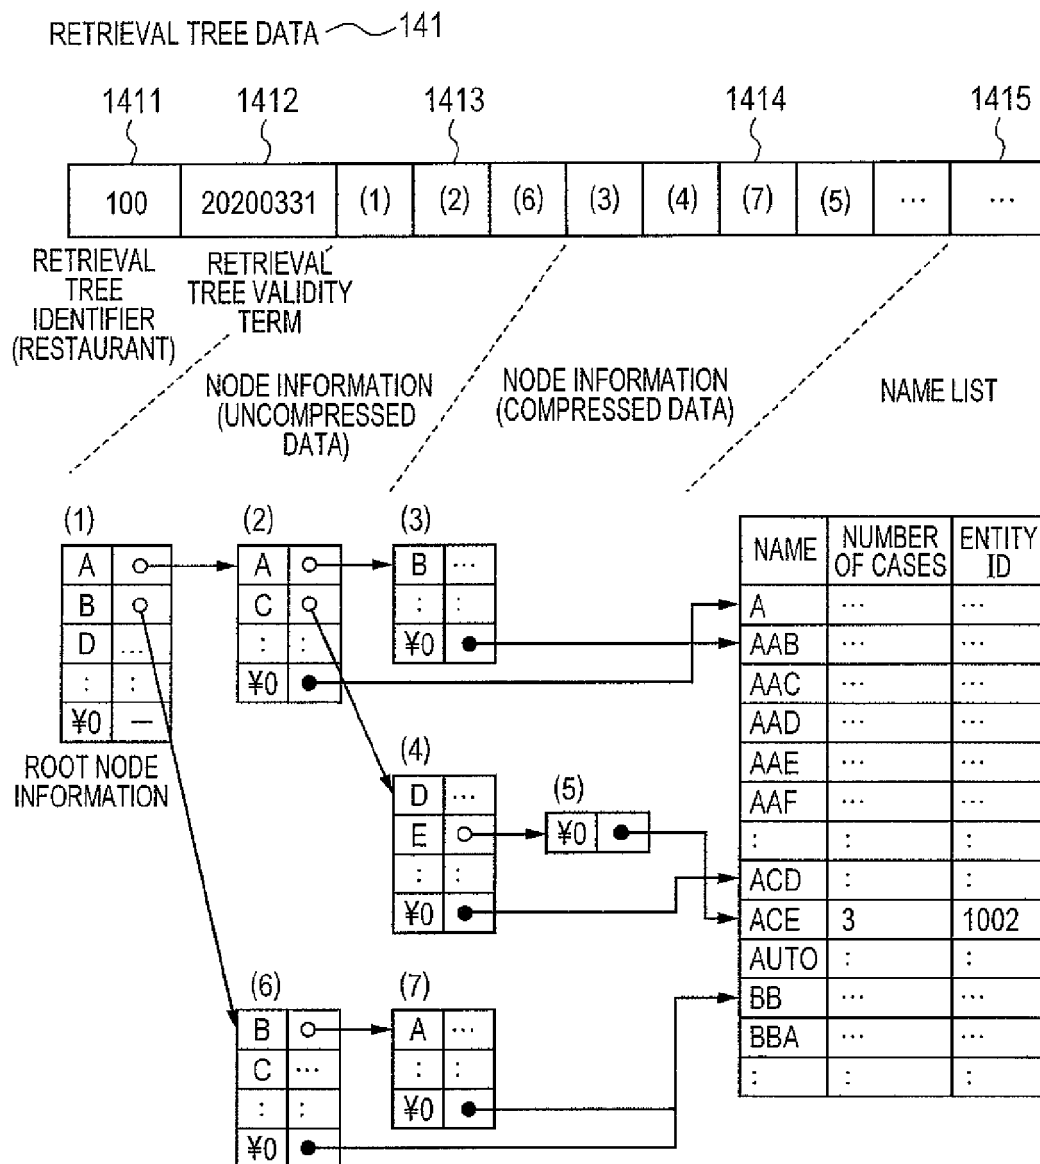 RETRIEVAL TREE DATA 141
1411 1412 1413 1414 1415
100 20200331 (1) (2) (6) (3) (4) (7) (5) ... ...
RETRIEVAL
TREE
IDENTIFIER
(RESTAURANT)
RETRIEVAL
TREE VALIDITY
TERM
NODE INFORMATION
(UNCOMPRESSED
DATA)
NODE INFORMATION
(COMPRESSED DATA)
NAME LIST
(1)
A
B
D ...
: :
¥0 —
ROOT NODE
INFORMATION
(2)
A
C
: :
¥0
(3)
B ...
: :
¥0
(4)
D ...
E
: :
¥0
(5)
¥0
(6)
B
C ...
: :
¥0
(7)
A ...
: :
¥0
NAME NUMBER OF CASES ENTITY ID
A ... ...
AAB ... ...
AAC ... ...
AAD ... ...
AAE ... ...
AAF ... ...
: : :
ACD : :
ACE 3 1002
AUTO : :
BB ... ...
BBA ... ...
: : :